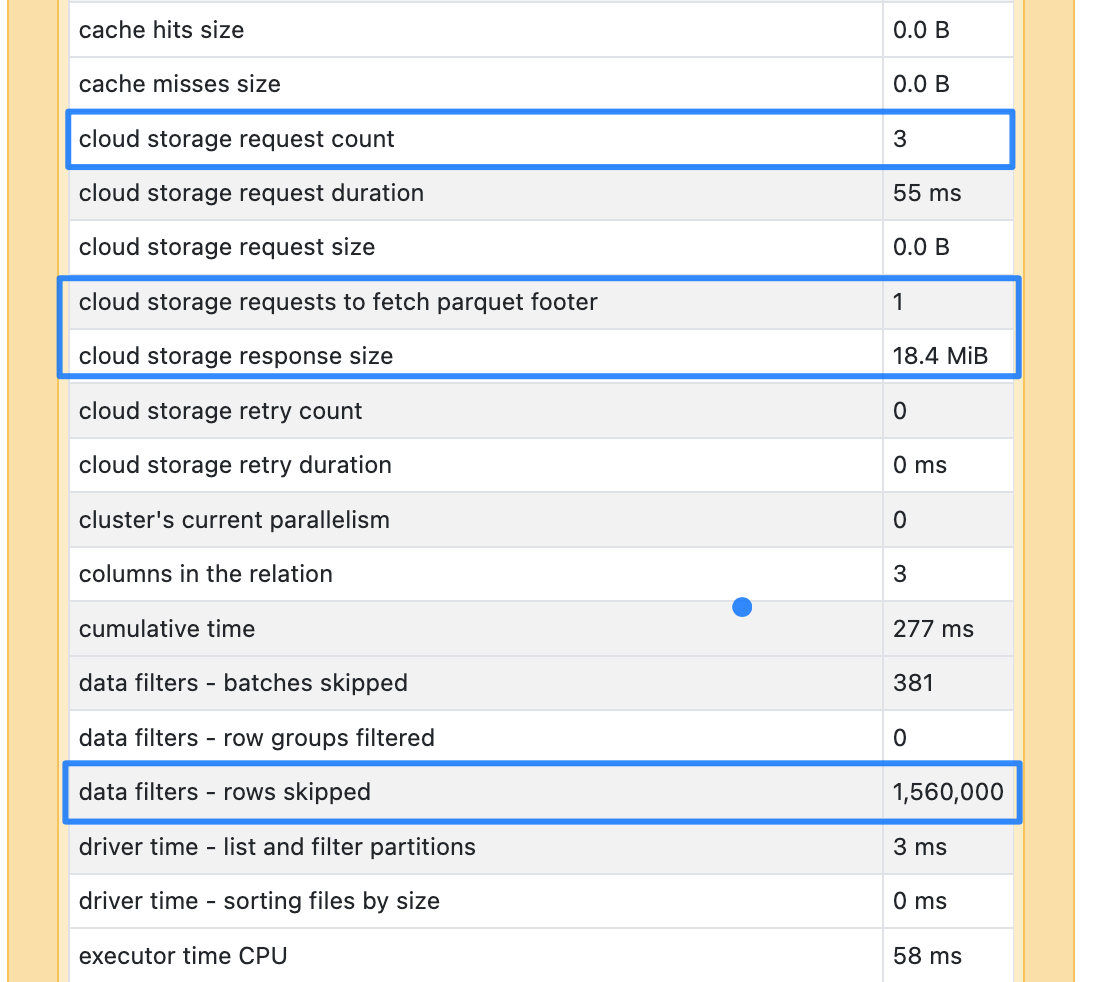 cache hits size 0.0 B
cache misses size 0.0 B
cloud storage request count 3
cloud storage request duration 55 ms
cloud storage request size 0.0 B
cloud storage requests to fetch parquet footer 1
cloud storage response size 18.4 MiB
cloud storage retry count 0
cloud storage retry duration 0 ms
cluster's current parallelism 0
columns in the relation 3
cumulative time 277 ms
data filters - batches skipped 381
data filters - row groups filtered 0
data filters - rows skipped 1,560,000
driver time - list and filter partitions 3 ms
driver time - sorting files by size 0 ms
executor time CPU 58 ms